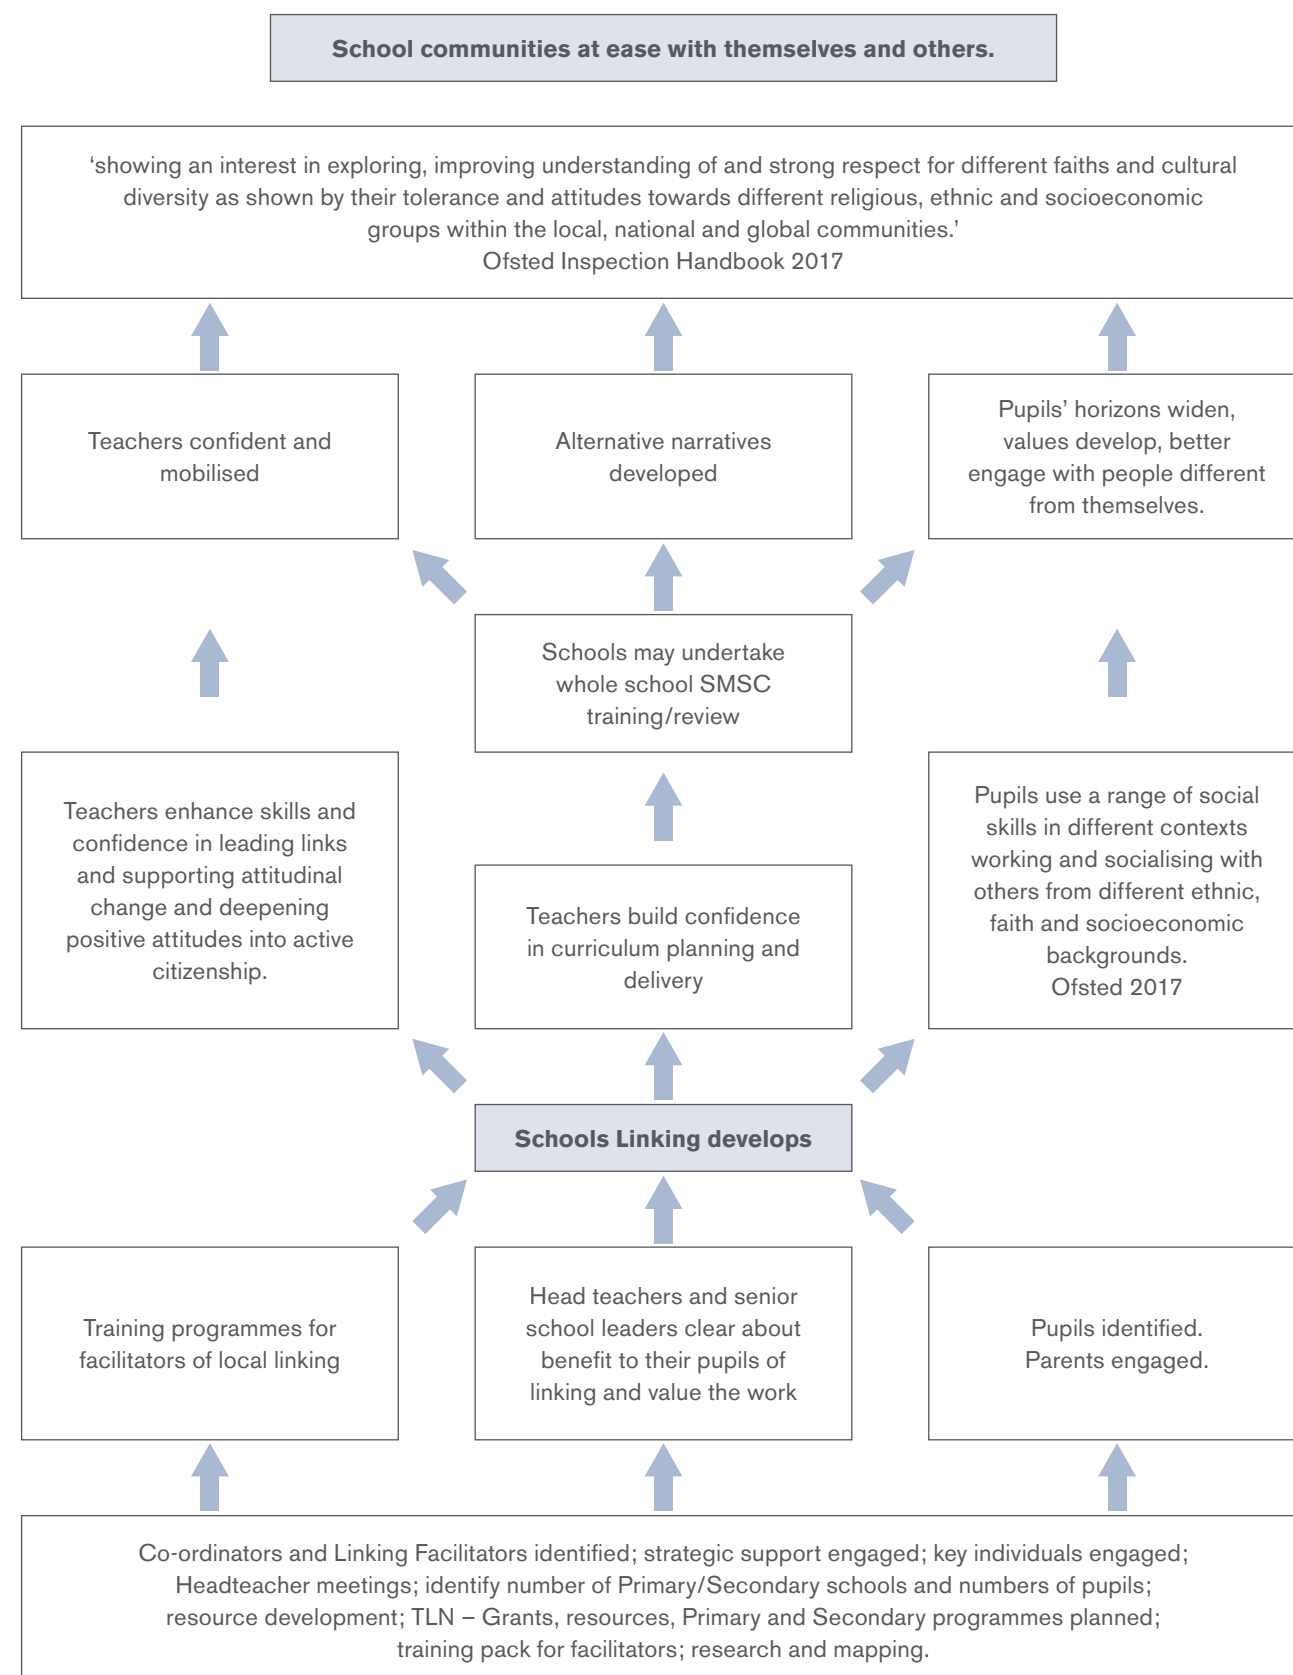 School communities at ease with themselves and others.
‘showing an interest in exploring, improving understanding of and strong respect for different faiths and cultural
diversity as shown by their tolerance and attitudes towards different religious, ethnic and socioeconomic
groups within the local, national and global communities.’
Ofsted Inspection Handbook 2017
Teachers confident and
mobilised
Alternative narratives
developed
Pupils’ horizons widen,
values develop, better
engage with people different
from themselves.
Schools may undertake
whole school SMSC
training/review
Teachers enhance skills and
confidence in leading links
and supporting attitudinal
change and deepening
positive attitudes into active
citizenship.
Teachers build confidence
in curriculum planning and
delivery
Pupils use a range of social
skills in different contexts
working and socialising with
others from different ethnic,
faith and socioeconomic
backgrounds.
Ofsted 2017
Schools Linking develops
Training programmes for
facilitators of local linking
Head teachers and senior
school leaders clear about
benefit to their pupils of
linking and value the work
Pupils identified.
Parents engaged.
Co-ordinators and Linking Facilitators identified; strategic support engaged; key individuals engaged;
Headteacher meetings; identify number of Primary/Secondary schools and numbers of pupils;
resource development; TLN – Grants, resources, Primary and Secondary programmes planned;
training pack for facilitators; research and mapping.